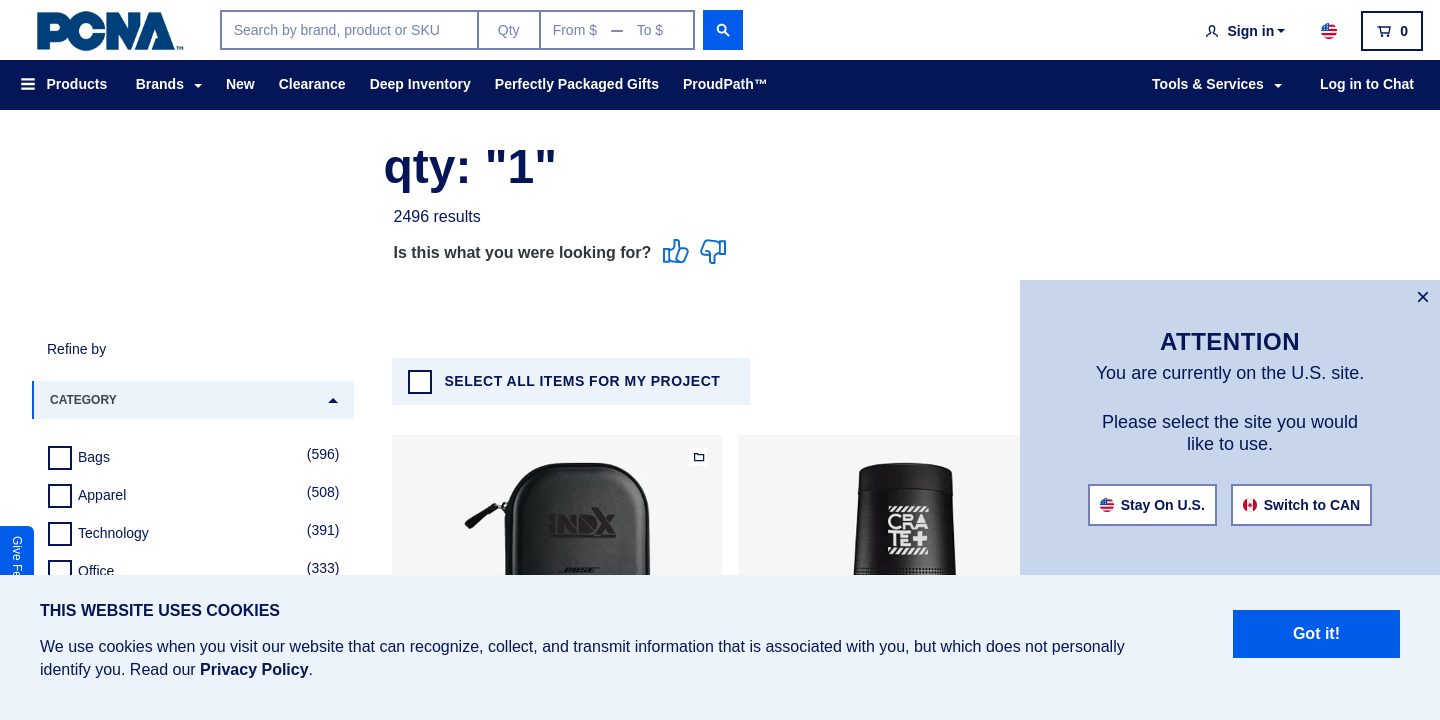 PCNA™
Search by brand, product or SKU Qty From $ — To $
Sign in 0
Products Brands New Clearance Deep Inventory Perfectly Packaged Gifts ProudPath™ Tools & Services Log in to Chat
qty: "1"
2496 results
Is this what you were looking for?
×
ATTENTION
You are currently on the U.S. site.
Please select the site you would
like to use.
Stay On U.S. Switch to CAN
Refine by
CATEGORY
SELECT ALL ITEMS FOR MY PROJECT
Bags (596)
Apparel (508)
Technology (391)
Office (333)
INDX
BOSE
CRA
TE+
Give Fe
THIS WEBSITE USES COOKIES
We use cookies when you visit our website that can recognize, collect, and transmit information that is associated with you, but which does not personally
identify you. Read our Privacy Policy.
Got it!